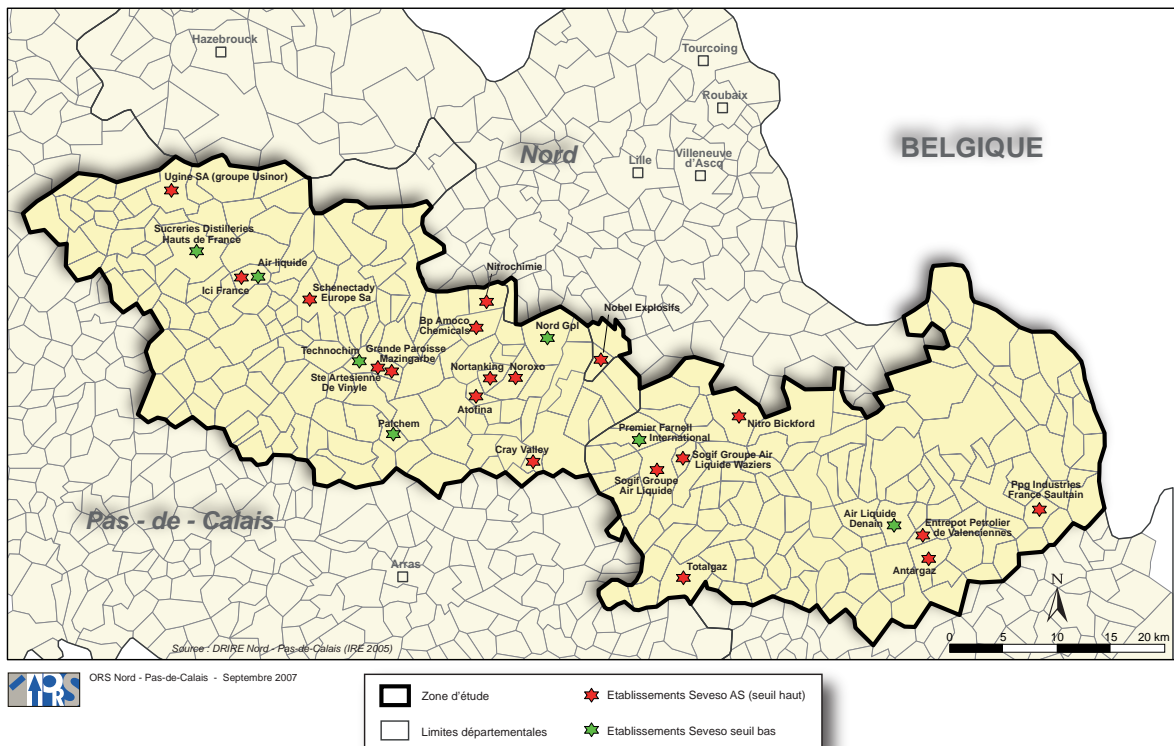 Hazebrouck
Tourcoing
Roubaix
Nord
Lille
Villeneuve
d'Ascq
BELGIQUE
Ugine SA (groupe Usinor)
Sucreries Distilleries
Hauts de France
Air liquide
Ici France
Schenectady
Europe Sa
Nitrochimie
Bp Amoco
Chemicals
Nord Gpl
Nobel Explosifs
Technochim
Grande Paroisse
Mazingarbe
Ste Artesienne
De Vinyle
Nortanking
Noroxo
Atofina
Palchem
Cray Valley
Nitro Bickford
Premier Farnell
International
Sogif Groupe Air
Liquide Waziers
Sogif Groupe
Air Liquide
Ppg Industries
France Saultain
Air Liquide
Denain
Entrepot Petrolier
de Valenciennes
Antargaz
Totalgaz
Pas - de - Calais
Arras
N
0 5 10 15 20 km
Source : DRIRE Nord - Pas-de-Calais (IRE 2005)
ORS
ORS Nord - Pas-de-Calais - Septembre 2007
Zone d'étude
Etablissements Seveso AS (seuil haut)
Limites départementales
Etablissements Seveso seuil bas